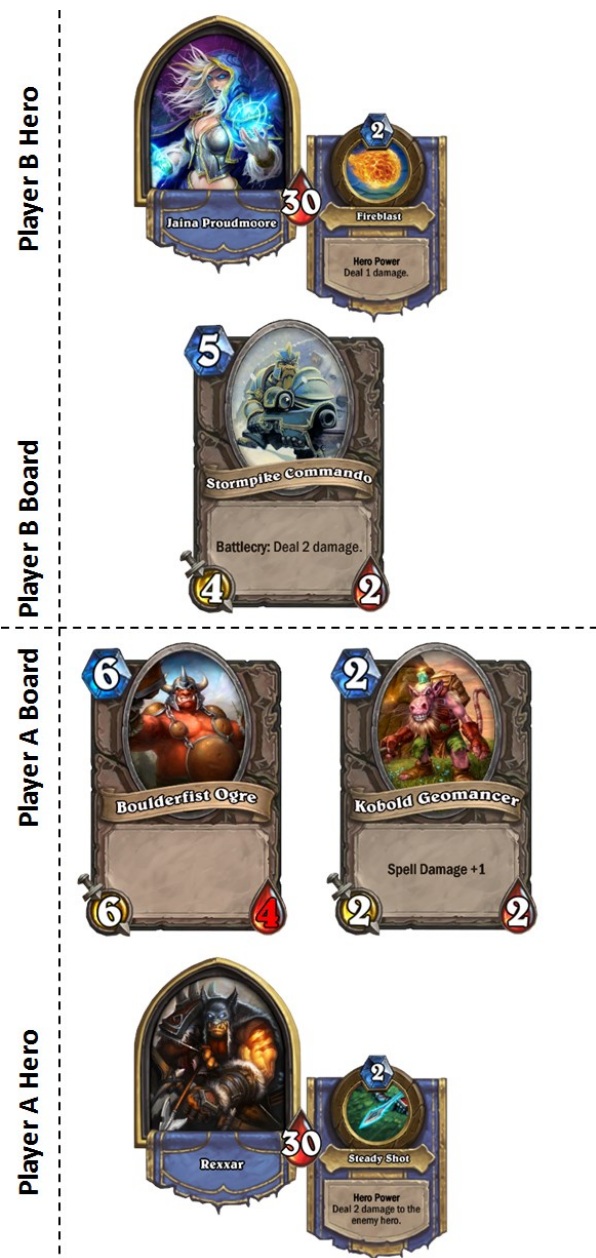 Player B Hero
Jaina Proudmoore
30
2
Fireblast
Hero Power
Deal 1 damage.
Player B Board
5
Stormpike Commando
Battlecry: Deal 2 damage.
4
2
Player A Board
6
Boulderfist Ogre
6
4
2
Kobold Geomancer
Spell Damage +1
2
2
Player A Hero
Rexxar
30
2
Steady Shot
Hero Power
Deal 2 damage to the
enemy hero.